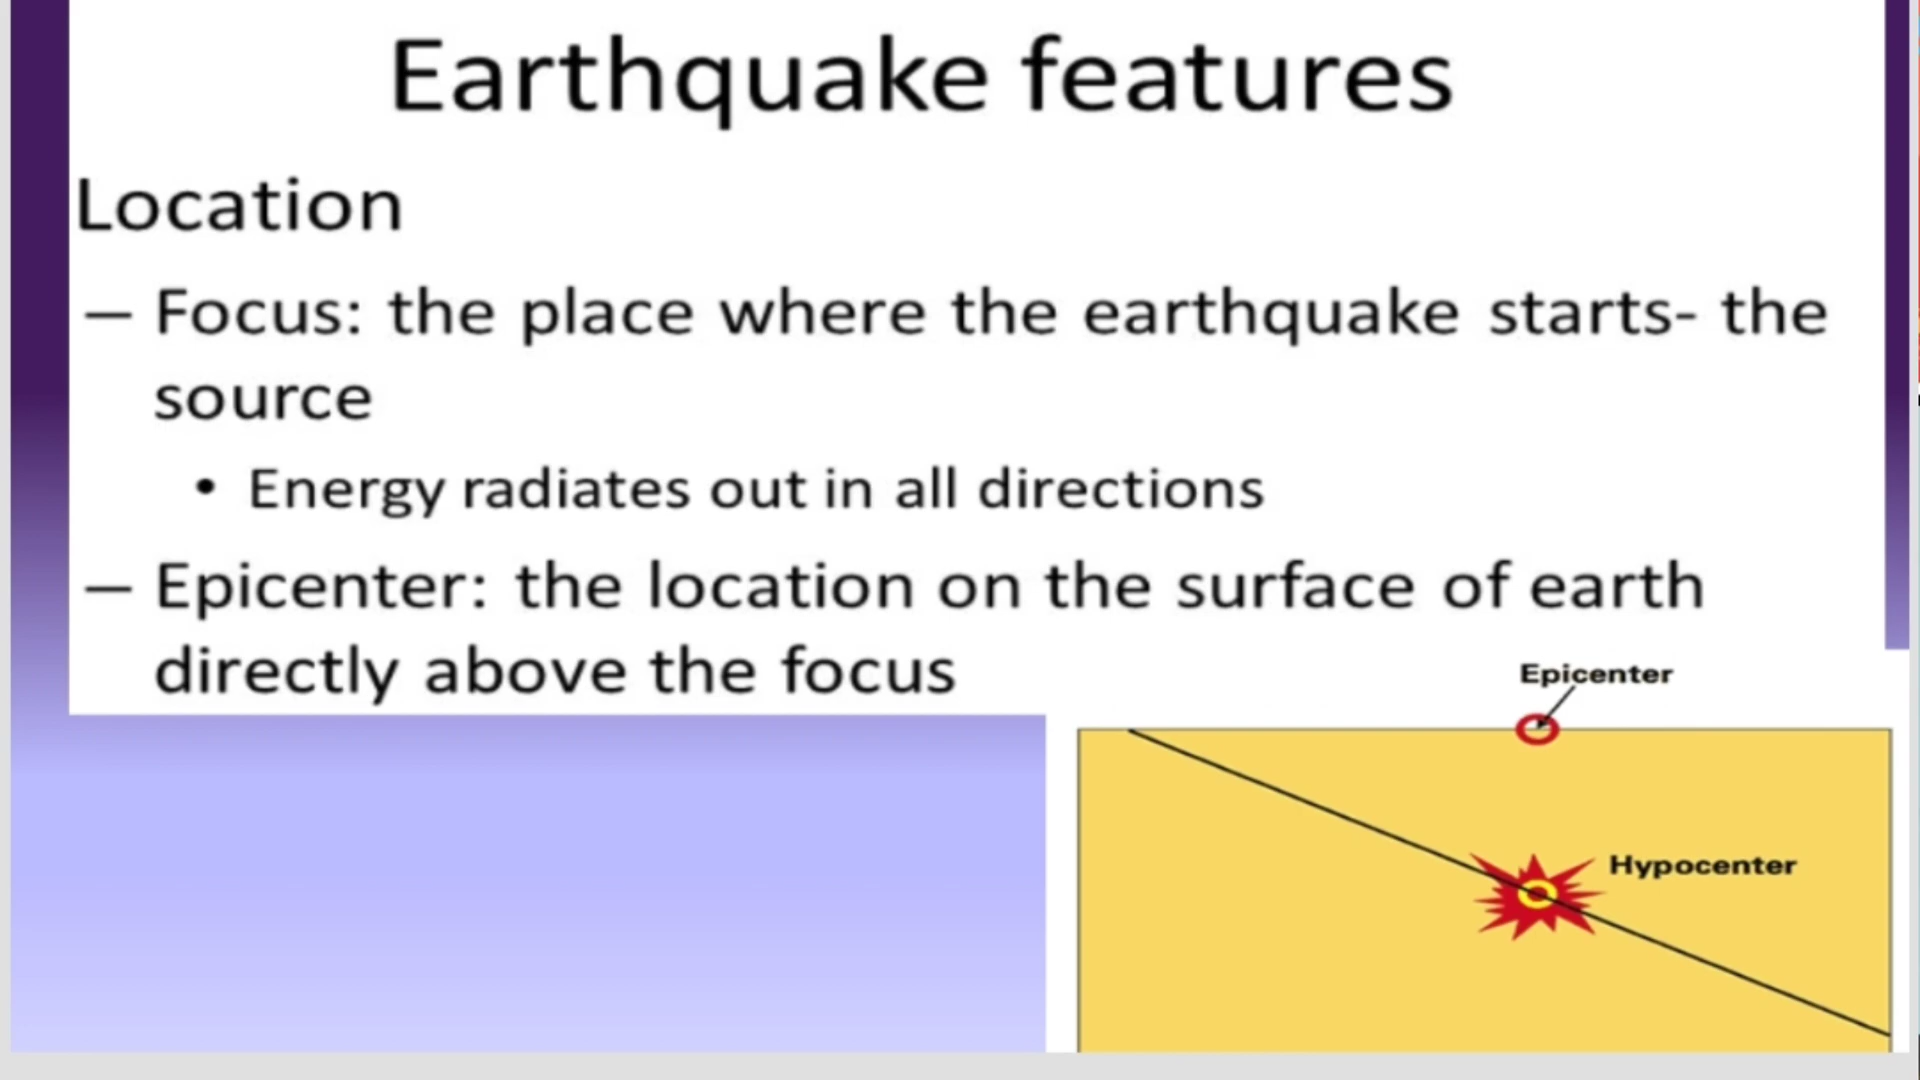 Earthquake features
Location
– Focus: the place where the earthquake starts- the
source
• Energy radiates out in all directions
– Epicenter: the location on the surface of earth
directly above the focus
Epicenter
Hypocenter